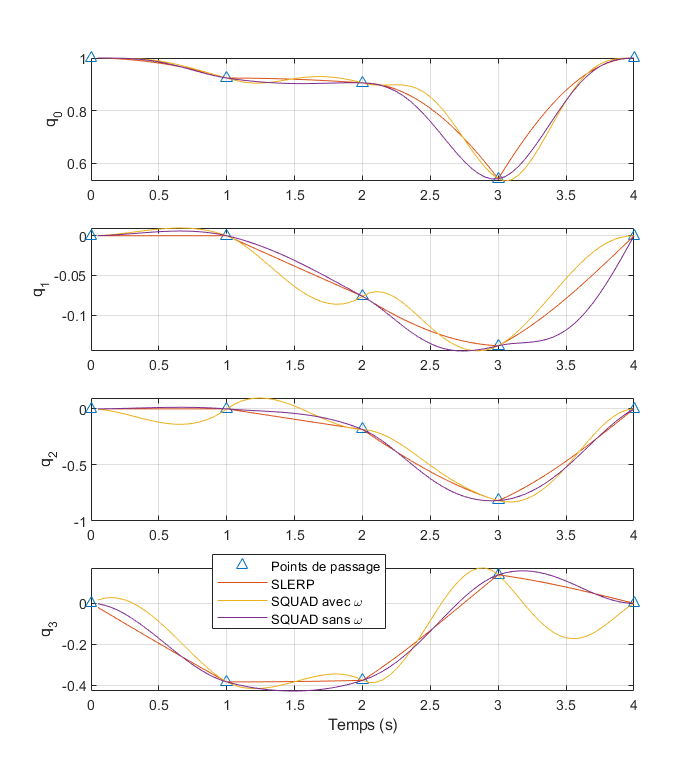 1
0.8
0.6
q0
0 0.5 1 1.5 2 2.5 3 3.5 4
0
-0.05
-0.1
q1
0 0.5 1 1.5 2 2.5 3 3.5 4
0
-0.5
-1
q2
0 0.5 1 1.5 2 2.5 3 3.5 4
Points de passage
SLERP
SQUAD avec ω
SQUAD sans ω
0
-0.2
-0.4
q3
0 0.5 1 1.5 2 2.5 3 3.5 4
Temps (s)